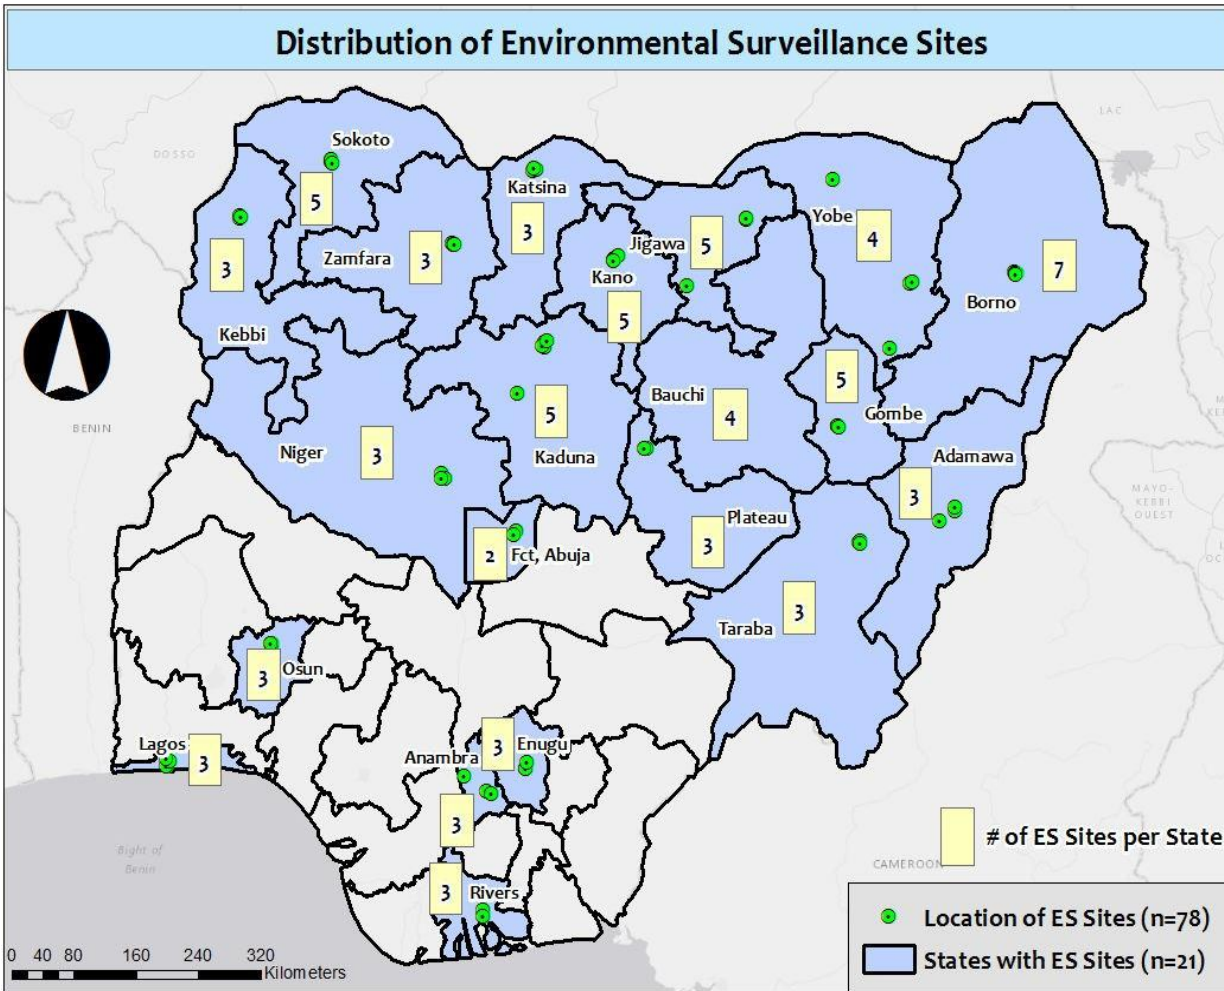 Distribution of Environmental Surveillance Sites
LAC
DOSSO
Sokoto
5
Katsina
3
Yobe
4
Jigawa
5
Zamfara
3
Kano
5
Borno
7
3
Kebbi
BENIN
5
Gombe
Bauchi
4
5
Kaduna
Niger
3
Adamawa
3
MAYO-
KEBBI
OUEST
Plateau
3
2
Fct, Abuja
3
Taraba
3
Osun
Lagos
3
3
Enugu
Anambra
3
3
Rivers
Bight of
Benin
CAMEROON
# of ES Sites per State
Location of ES Sites (n=78)
States with ES Sites (n=21)
0 40 80 160 240 320
Kilometers